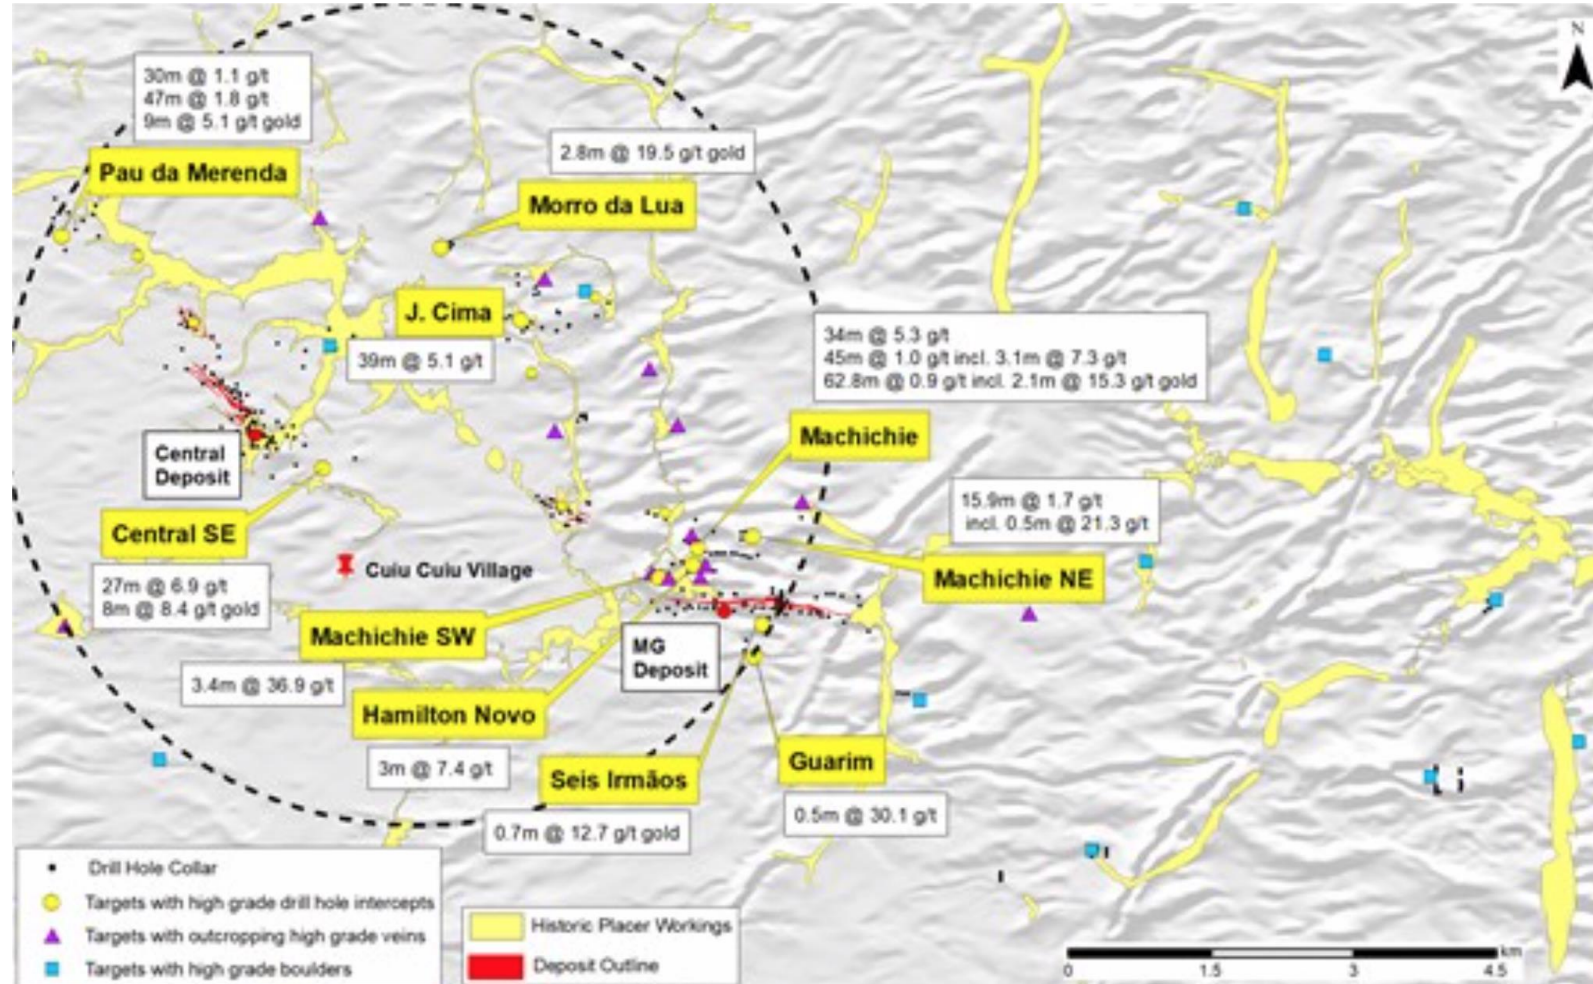 N
30m @ 1.1 g/t
47m @ 1.8 g/t
9m @ 5.1 g/t gold
Pau da Merenda
2.8m @ 19.5 g/t gold
Morro da Lua
J. Cima
39m @ 5.1 g/t
34m @ 5.3 g/t
45m @ 1.0 g/t incl. 3.1m @ 7.3 g/t
62.8m @ 0.9 g/t incl. 2.1m @ 15.3 g/t gold
Machichie
Central
Deposit
15.9m @ 1.7 g/t
incl. 0.5m @ 21.3 g/t
Central SE
Cuiu Cuiu Village
Machichie NE
27m @ 6.9 g/t
8m @ 8.4 g/t gold
Machichie SW
MG
Deposit
3.4m @ 36.9 g/t
Hamilton Novo
3m @ 7.4 g/t
Seis Irmãos
Guarim
0.7m @ 12.7 g/t gold
0.5m @ 30.1 g/t
Drill Hole Collar
Targets with high grade drill hole intercepts
Targets with outcropping high grade veins
Targets with high grade boulders
Historic Placer Workings
Deposit Outline
km
0 1.5 3 4.5